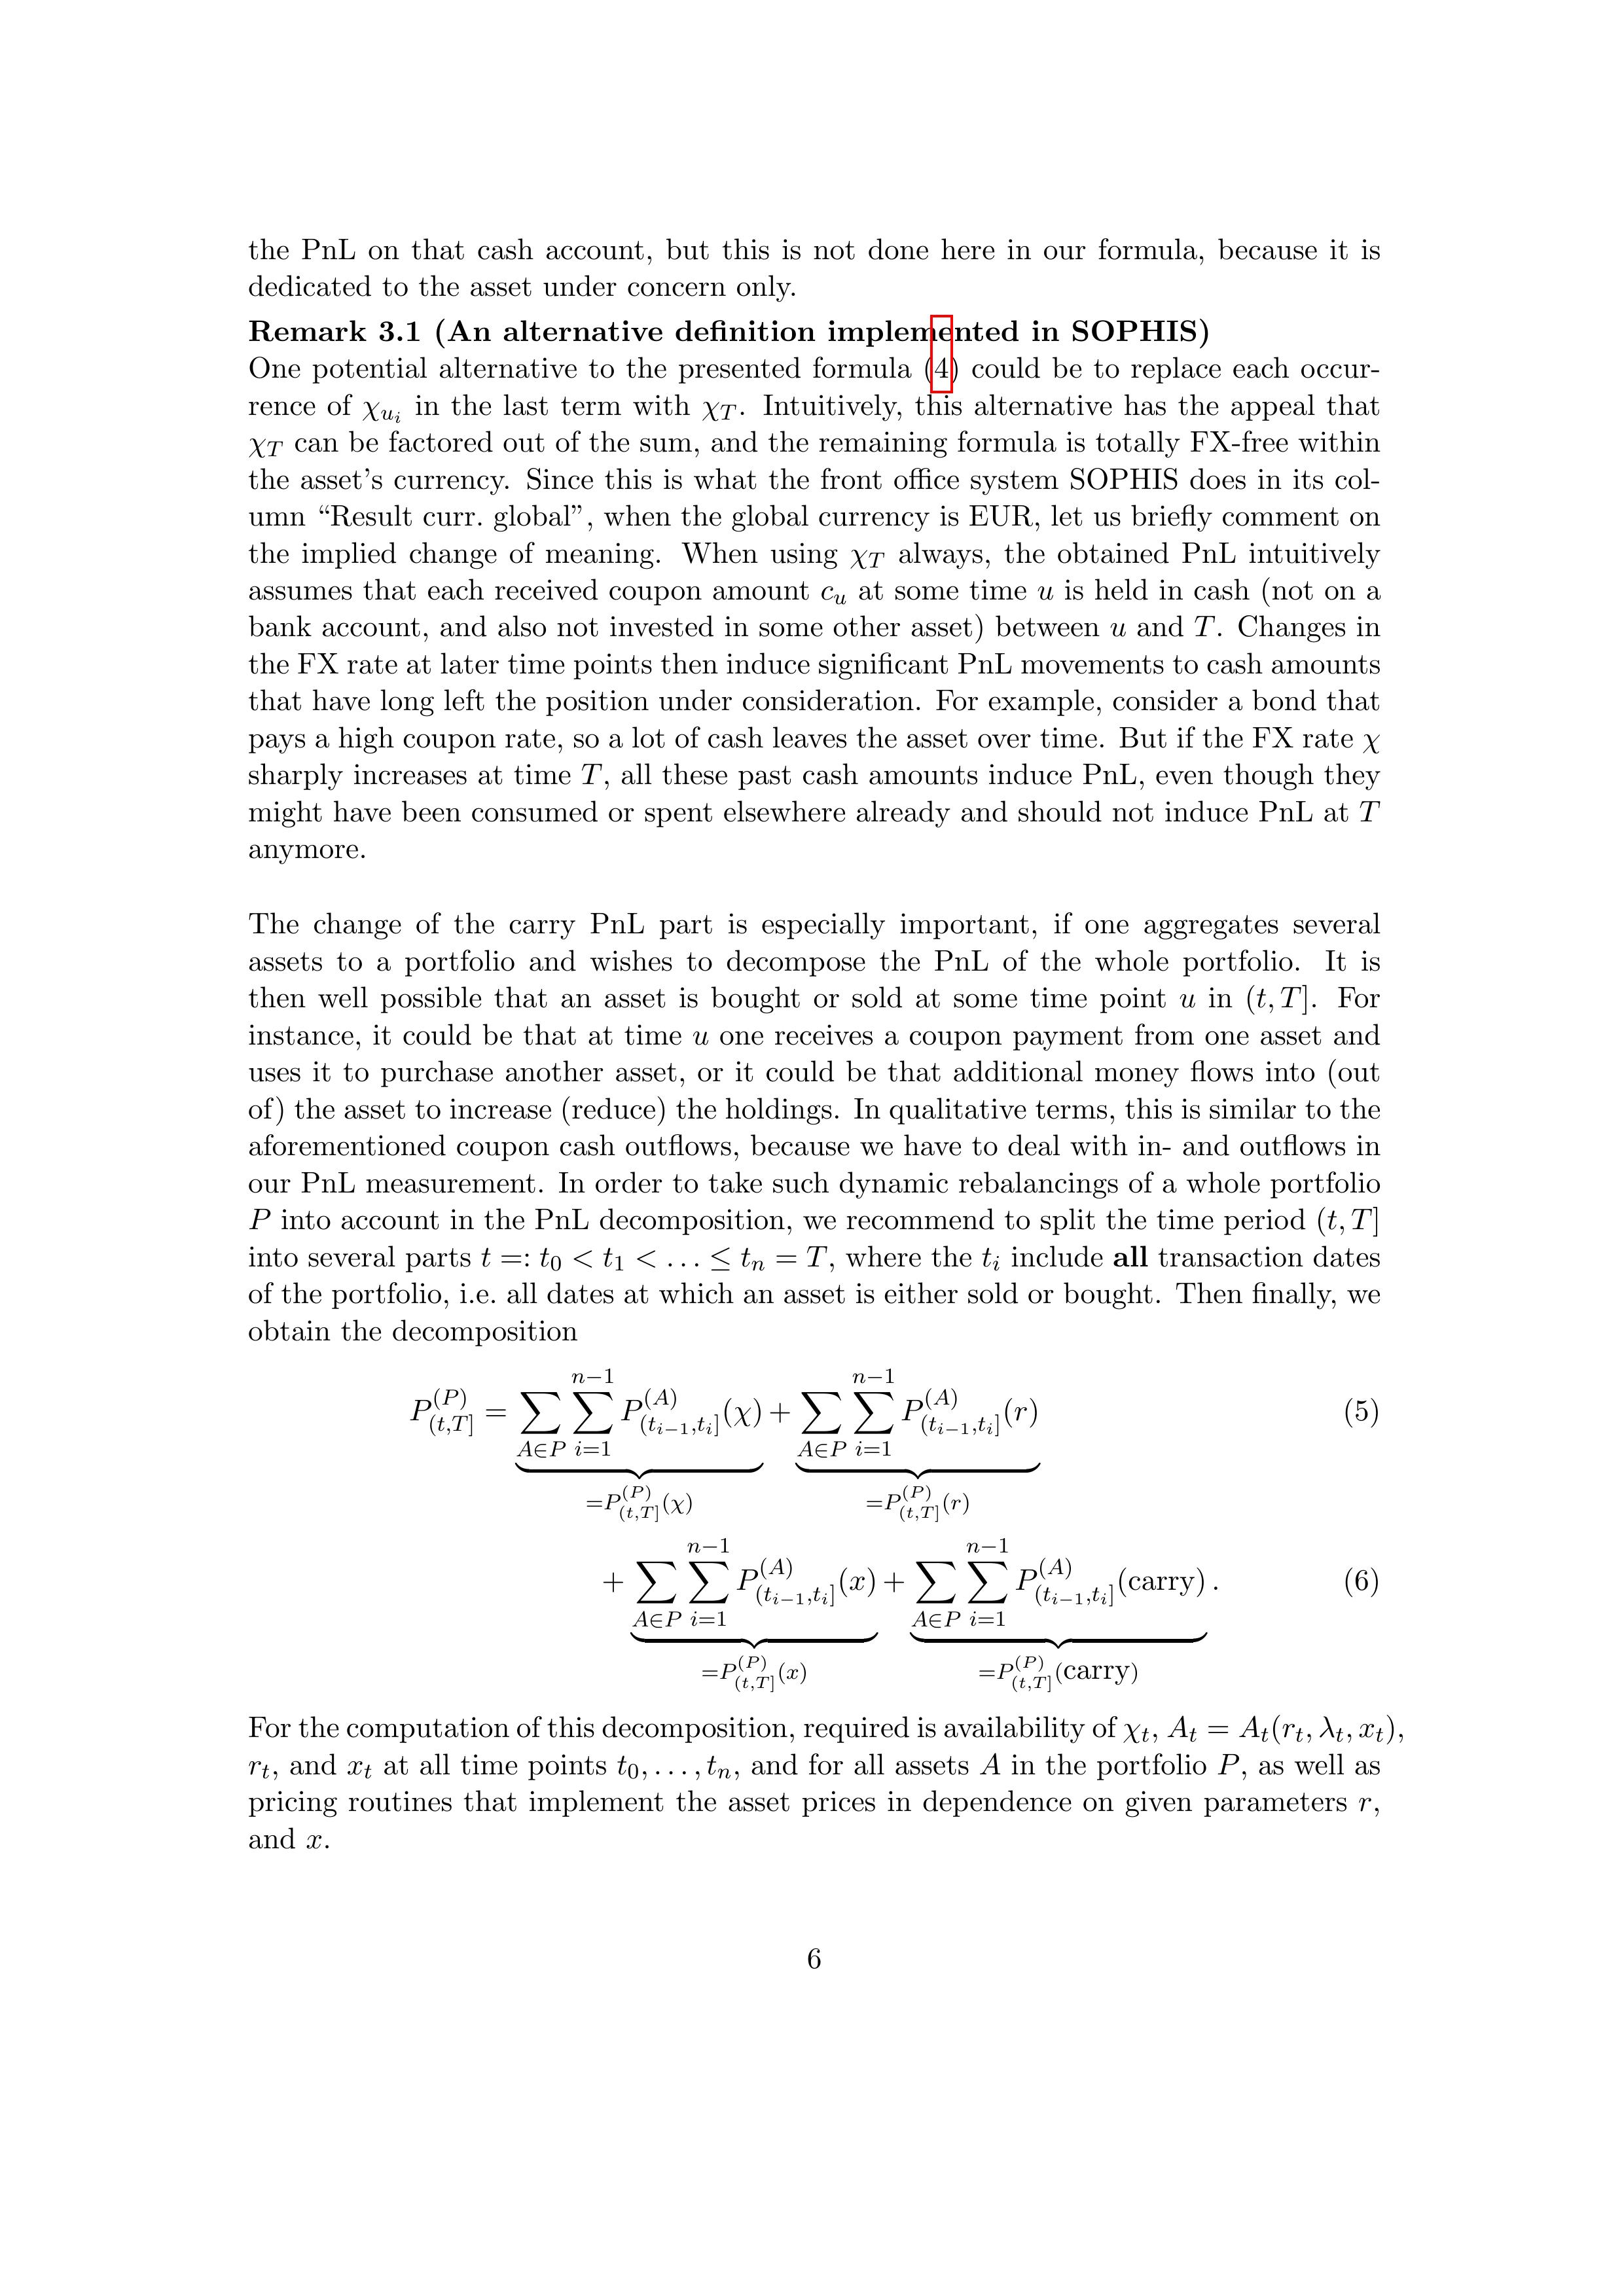 the PnL on that cash account, but this is not done here in our formula, because it is
dedicated to the asset under concern only.
Remark 3.1 (An alternative definition implemented in SOPHIS)
One potential alternative to the presented formula (4) could be to replace each occur-
rence of χ_{u_i} in the last term with χ_T. Intuitively, this alternative has the appeal that
χ_T can be factored out of the sum, and the remaining formula is totally FX-free within
the asset's currency. Since this is what the front office system SOPHIS does in its col-
umn “Result curr. global”, when the global currency is EUR, let us briefly comment on
the implied change of meaning. When using χ_T always, the obtained PnL intuitively
assumes that each received coupon amount c_u at some time u is held in cash (not on a
bank account, and also not invested in some other asset) between u and T. Changes in
the FX rate at later time points then induce significant PnL movements to cash amounts
that have long left the position under consideration. For example, consider a bond that
pays a high coupon rate, so a lot of cash leaves the asset over time. But if the FX rate χ
sharply increases at time T, all these past cash amounts induce PnL, even though they
might have been consumed or spent elsewhere already and should not induce PnL at T
anymore.
The change of the carry PnL part is especially important, if one aggregates several
assets to a portfolio and wishes to decompose the PnL of the whole portfolio. It is
then well possible that an asset is bought or sold at some time point u in (t, T]. For
instance, it could be that at time u one receives a coupon payment from one asset and
uses it to purchase another asset, or it could be that additional money flows into (out
of) the asset to increase (reduce) the holdings. In qualitative terms, this is similar to the
aforementioned coupon cash outflows, because we have to deal with in- and outflows in
our PnL measurement. In order to take such dynamic rebalancings of a whole portfolio
P into account in the PnL decomposition, we recommend to split the time period (t, T]
into several parts t =: t_0 < t_1 < … ≤ t_n = T, where the t_i include all transaction dates
of the portfolio, i.e. all dates at which an asset is either sold or bought. Then finally, we
obtain the decomposition
P^{(P)}_{(t,T]} = \underbrace{\sum_{A∈P} \sum_{i=1}^{n−1} P^{(A)}_{(t_{i−1},t_i]}(χ)}_{=P^{(P)}_{(t,T]}(χ)} + \underbrace{\sum_{A∈P} \sum_{i=1}^{n−1} P^{(A)}_{(t_{i−1},t_i]}(r)}_{=P^{(P)}_{(t,T]}(r)} (5)
+ \underbrace{\sum_{A∈P} \sum_{i=1}^{n−1} P^{(A)}_{(t_{i−1},t_i]}(x)}_{=P^{(P)}_{(t,T]}(x)} + \underbrace{\sum_{A∈P} \sum_{i=1}^{n−1} P^{(A)}_{(t_{i−1},t_i]}(carry)}_{=P^{(P)}_{(t,T]}(carry)} . (6)
For the computation of this decomposition, required is availability of χ_t, A_t = A_t(r_t, λ_t, x_t),
r_t, and x_t at all time points t_0, …, t_n, and for all assets A in the portfolio P, as well as
pricing routines that implement the asset prices in dependence on given parameters r,
and x.
6